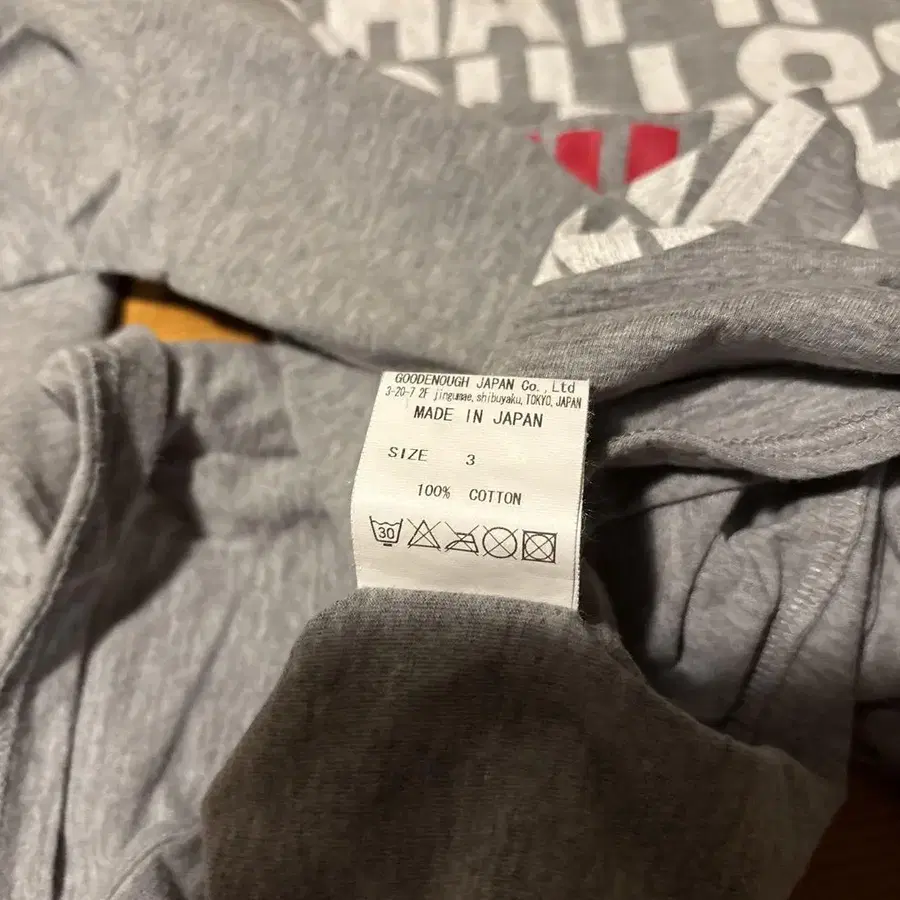 GOODENOUGH JAPAN Co.,Ltd
3-20-7 2F jingumae, shibuyaku, TOKYO, JAPAN
MADE IN JAPAN
SIZE 3
100% COTTON
30